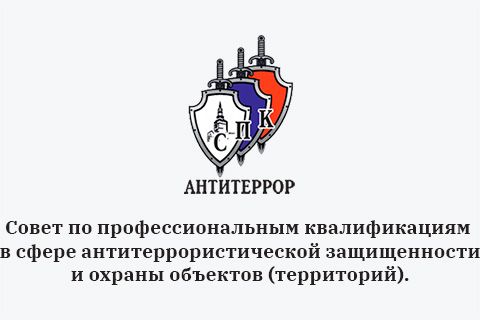 С П К
АНТИТЕРРОР
Совет по профессиональным квалификациям
в сфере антитеррористической защищенности
и охраны объектов (территорий).